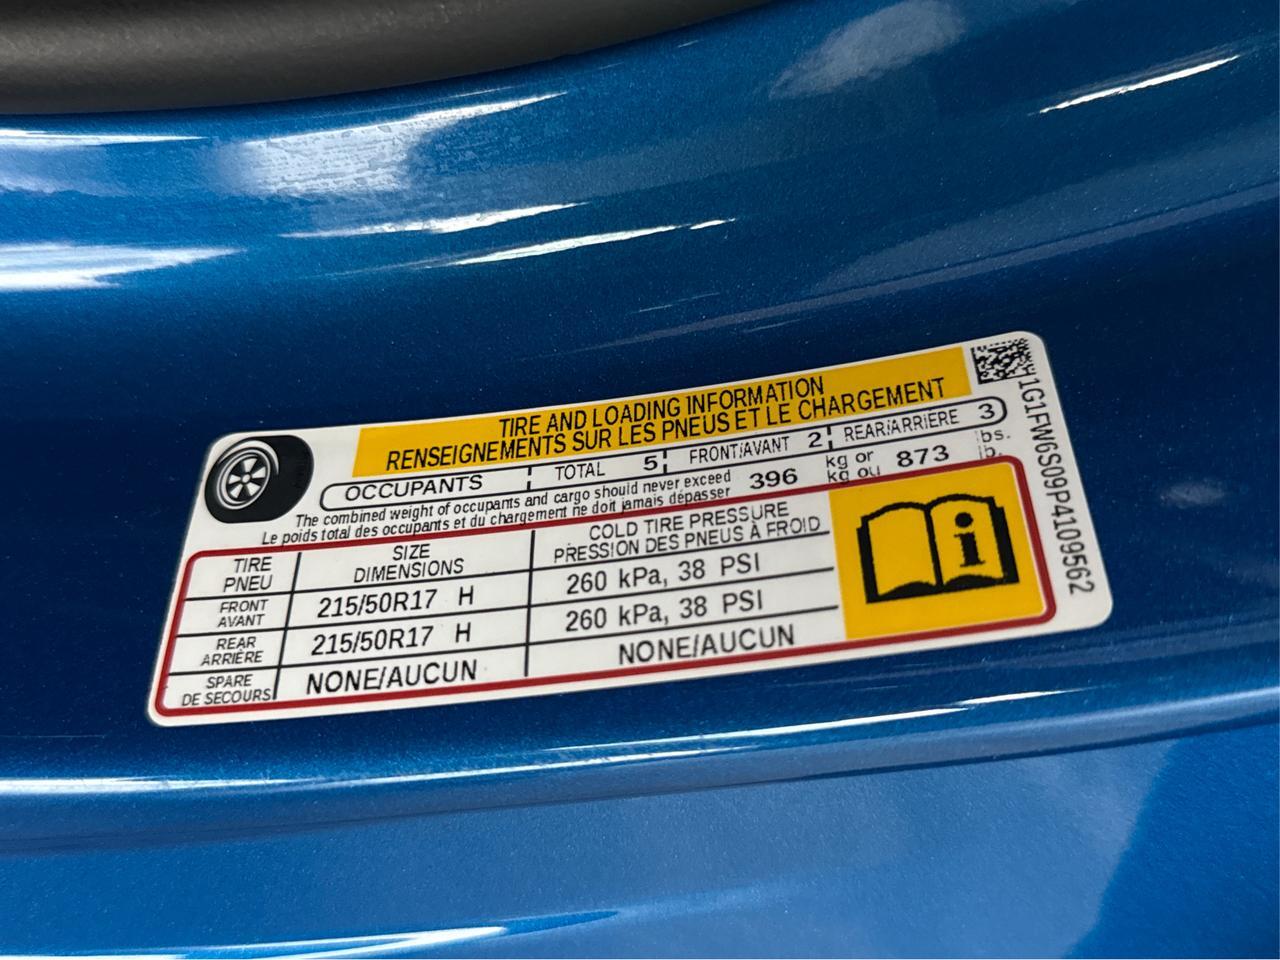 TIRE AND LOADING INFORMATION
RENSEIGNEMENTS SUR LES PNEUS ET LE CHARGEMENT
OCCUPANTS TOTAL 5 FRONT/AVANT 2 REAR/ARRIÈRE 3
The combined weight of occupants and cargo should never exceed 396 kg or 873 lbs.
Le poids total des occupants et du chargement ne doit jamais dépasser kg ou lb.
TIRE SIZE COLD TIRE PRESSURE
PNEU DIMENSIONS PRESSION DES PNEUS À FROID
FRONT
AVANT 215/50R17 H 260 kPa, 38 PSI
REAR
ARRIÈRE 215/50R17 H 260 kPa, 38 PSI
SPARE
DE SECOURS NONE/AUCUN NONE/AUCUN
i
1G1FW6S09P4109562